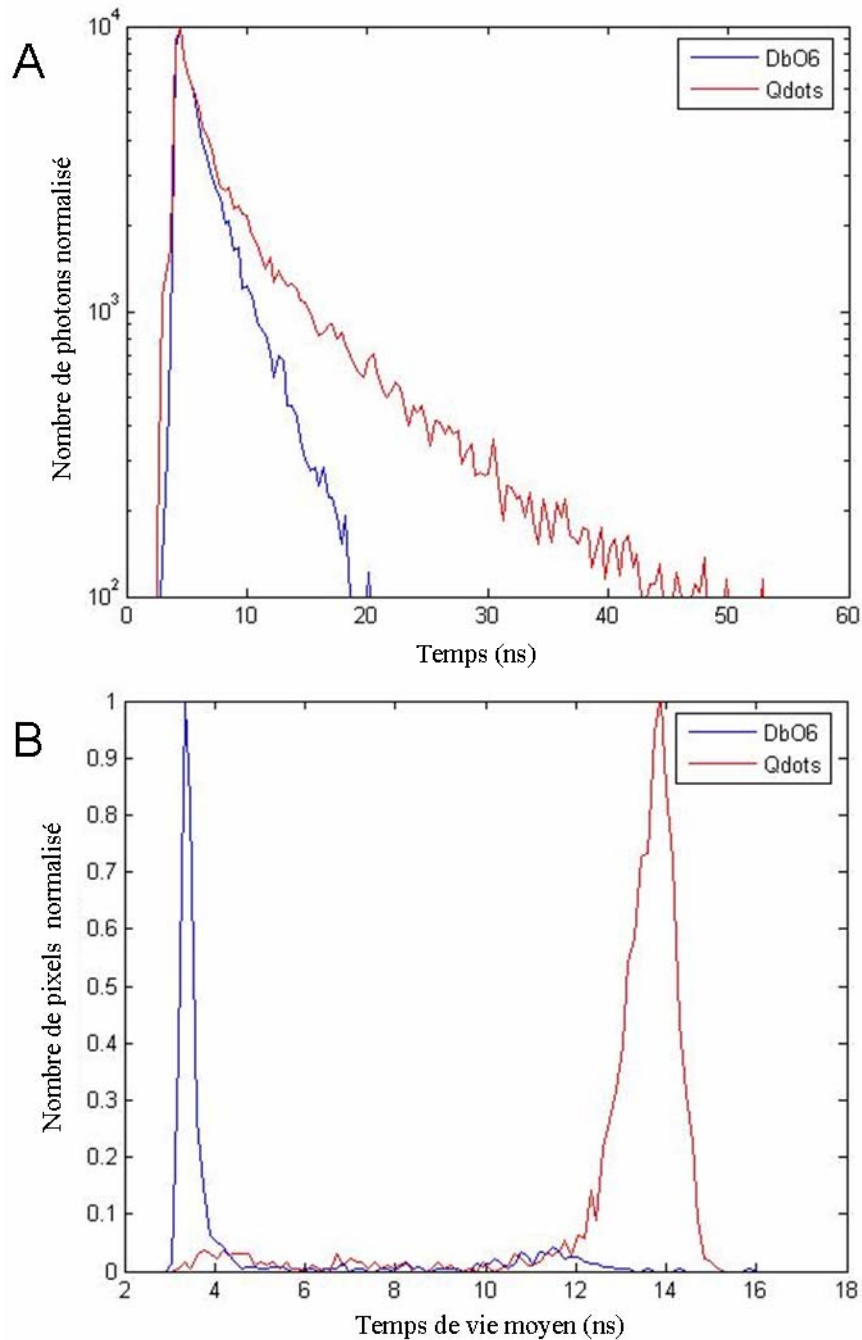 A
10^4
10^3
10^2
Nombre de photons normalisé
DbO6
Qdots
0 10 20 30 40 50 60
Temps (ns)
B
1
0.9
0.8
0.7
0.6
0.5
0.4
0.3
0.2
0.1
0
Nombre de pixels normalisé
DbO6
Qdots
2 4 6 8 10 12 14 16 18
Temps de vie moyen (ns)